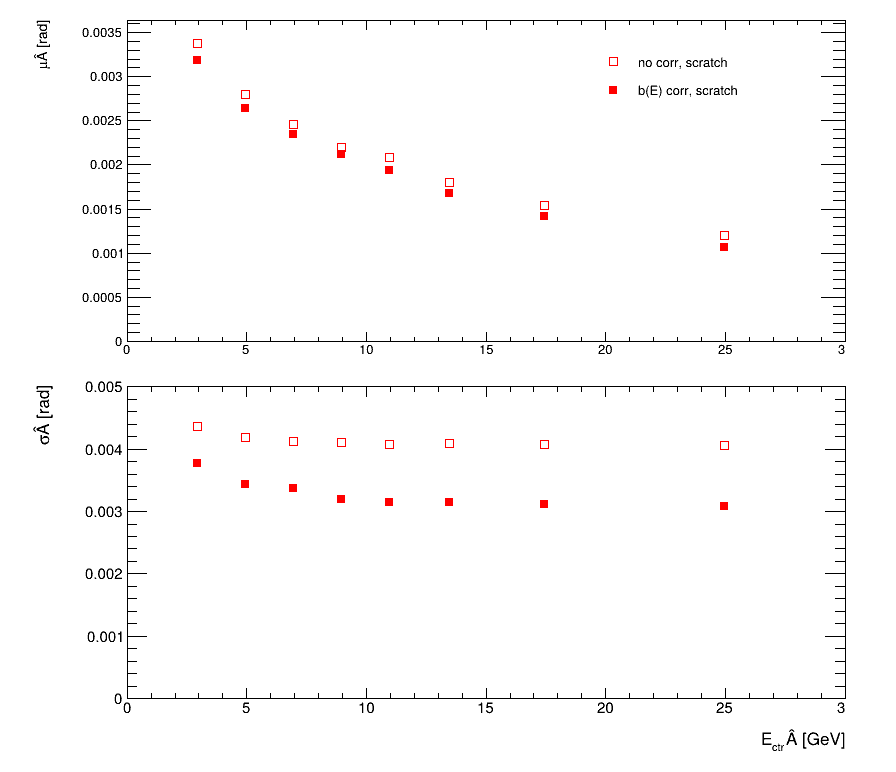 μÂ [rad]
0.0035
0.003
0.0025
0.002
0.0015
0.001
0.0005
0
no corr, scratch
b(E) corr, scratch
0 5 10 15 20 25 3
σÂ [rad]
0.005
0.004
0.003
0.002
0.001
0
0 5 10 15 20 25 3
E_ctr Â [GeV]